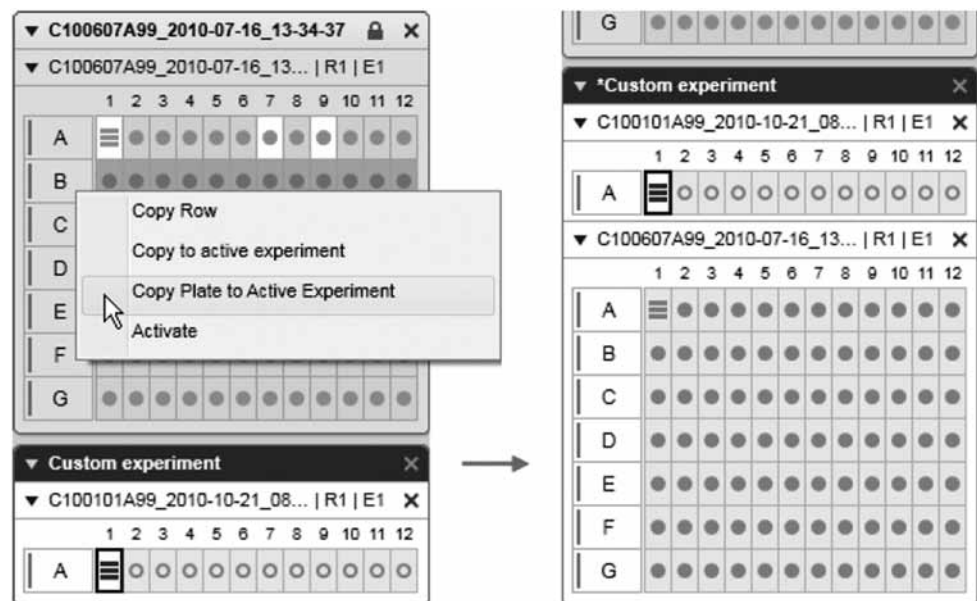 C100607A99_2010-07-16_13-34-37
C100607A99_2010-07-16_13... | R1 | E1
1 2 3 4 5 6 7 8 9 10 11 12
A
B
C
D
E
F
G
Copy Row
Copy to active experiment
Copy Plate to Active Experiment
Activate
Custom experiment
C100101A99_2010-10-21_08... | R1 | E1
1 2 3 4 5 6 7 8 9 10 11 12
A
G
*Custom experiment
C100101A99_2010-10-21_08... | R1 | E1
1 2 3 4 5 6 7 8 9 10 11 12
A
C100607A99_2010-07-16_13... | R1 | E1
1 2 3 4 5 6 7 8 9 10 11 12
A
B
C
D
E
F
G